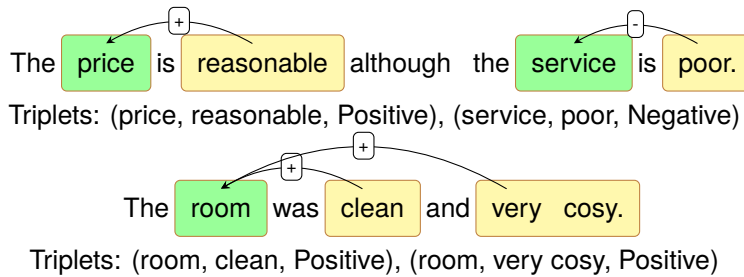 + -
The price is reasonable although the service is poor.
Triplets: (price, reasonable, Positive), (service, poor, Negative)
+
+
The room was clean and very cosy.
Triplets: (room, clean, Positive), (room, very cosy, Positive)